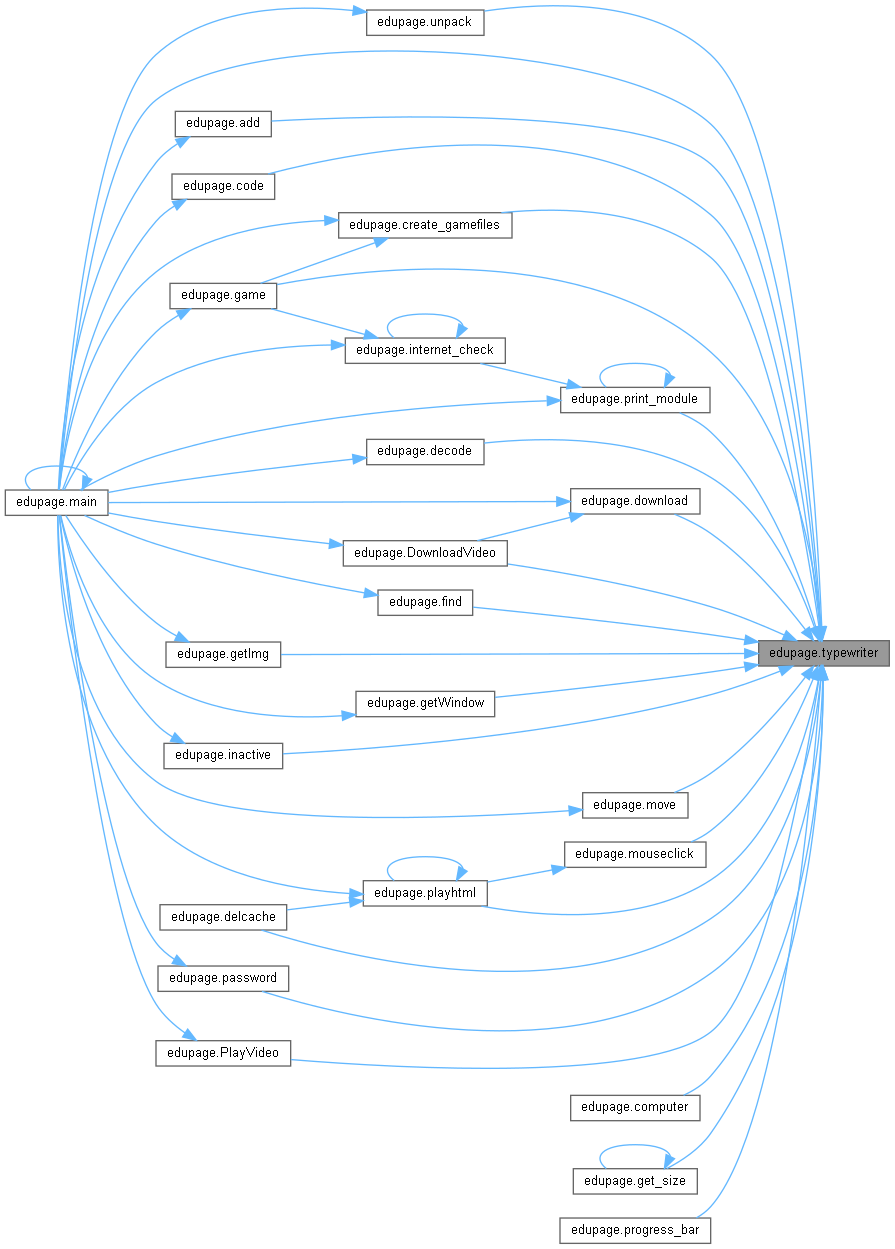 edupage.unpack
edupage.add
edupage.code
edupage.create_gamefiles
edupage.game
edupage.internet_check
edupage.print_module
edupage.decode
edupage.main
edupage.download
edupage.DownloadVideo
edupage.find
edupage.getImg
edupage.typewriter
edupage.getWindow
edupage.inactive
edupage.move
edupage.mouseclick
edupage.playhtml
edupage.delcache
edupage.password
edupage.PlayVideo
edupage.computer
edupage.get_size
edupage.progress_bar